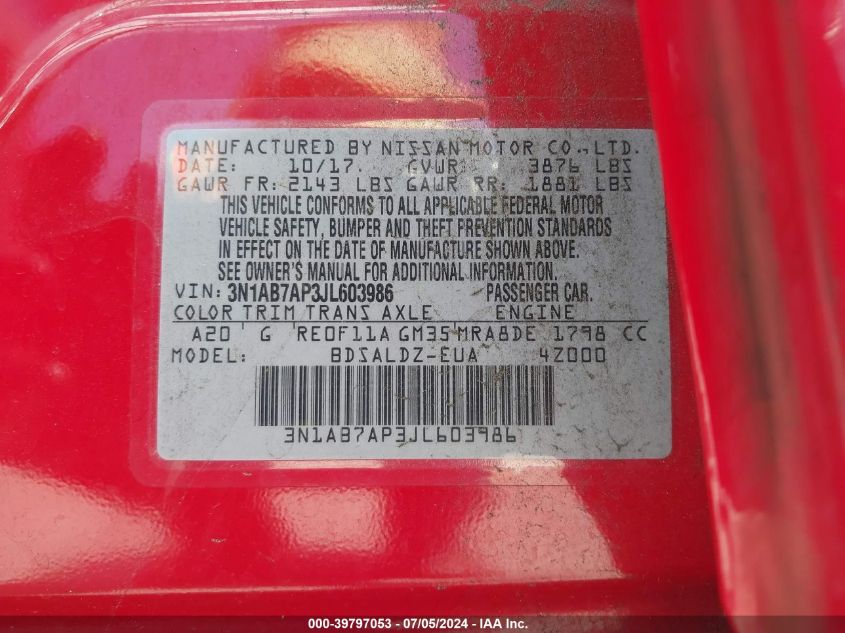 MANUFACTURED BY NISSAN MOTOR CO.,LTD.
DATE: 10/17. GVWR 3876 LBS
GAWR FR: 2143 LBS GAWR RR: 1881 LBS
THIS VEHICLE CONFORMS TO ALL APPLICABLE FEDERAL MOTOR
VEHICLE SAFETY, BUMPER AND THEFT PREVENTION STANDARDS
IN EFFECT ON THE DATE OF MANUFACTURE SHOWN ABOVE.
SEE OWNER'S MANUAL FOR ADDITIONAL INFORMATION.
VIN: 3N1AB7AP3JL603986 PASSENGER CAR.
COLOR TRIM TRANS AXLE ENGINE
A20 G RE0F11A GM35 MRA8DE 1798 CC
MODEL: BDSALDZ-EUA 4Z000
3N1AB7AP3JL603986
000-39797053 - 07/05/2024 - IAA Inc.